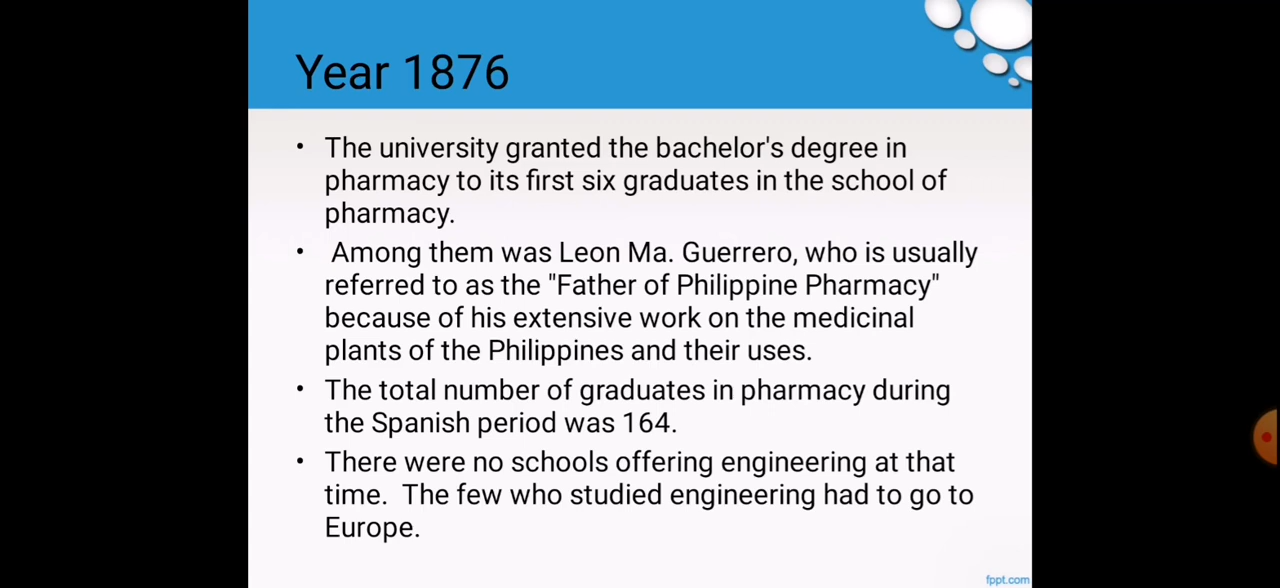 Year 1876
• The university granted the bachelor's degree in
pharmacy to its first six graduates in the school of
pharmacy.
• Among them was Leon Ma. Guerrero, who is usually
referred to as the "Father of Philippine Pharmacy"
because of his extensive work on the medicinal
plants of the Philippines and their uses.
• The total number of graduates in pharmacy during
the Spanish period was 164.
• There were no schools offering engineering at that
time. The few who studied engineering had to go to
Europe.
fppt.com